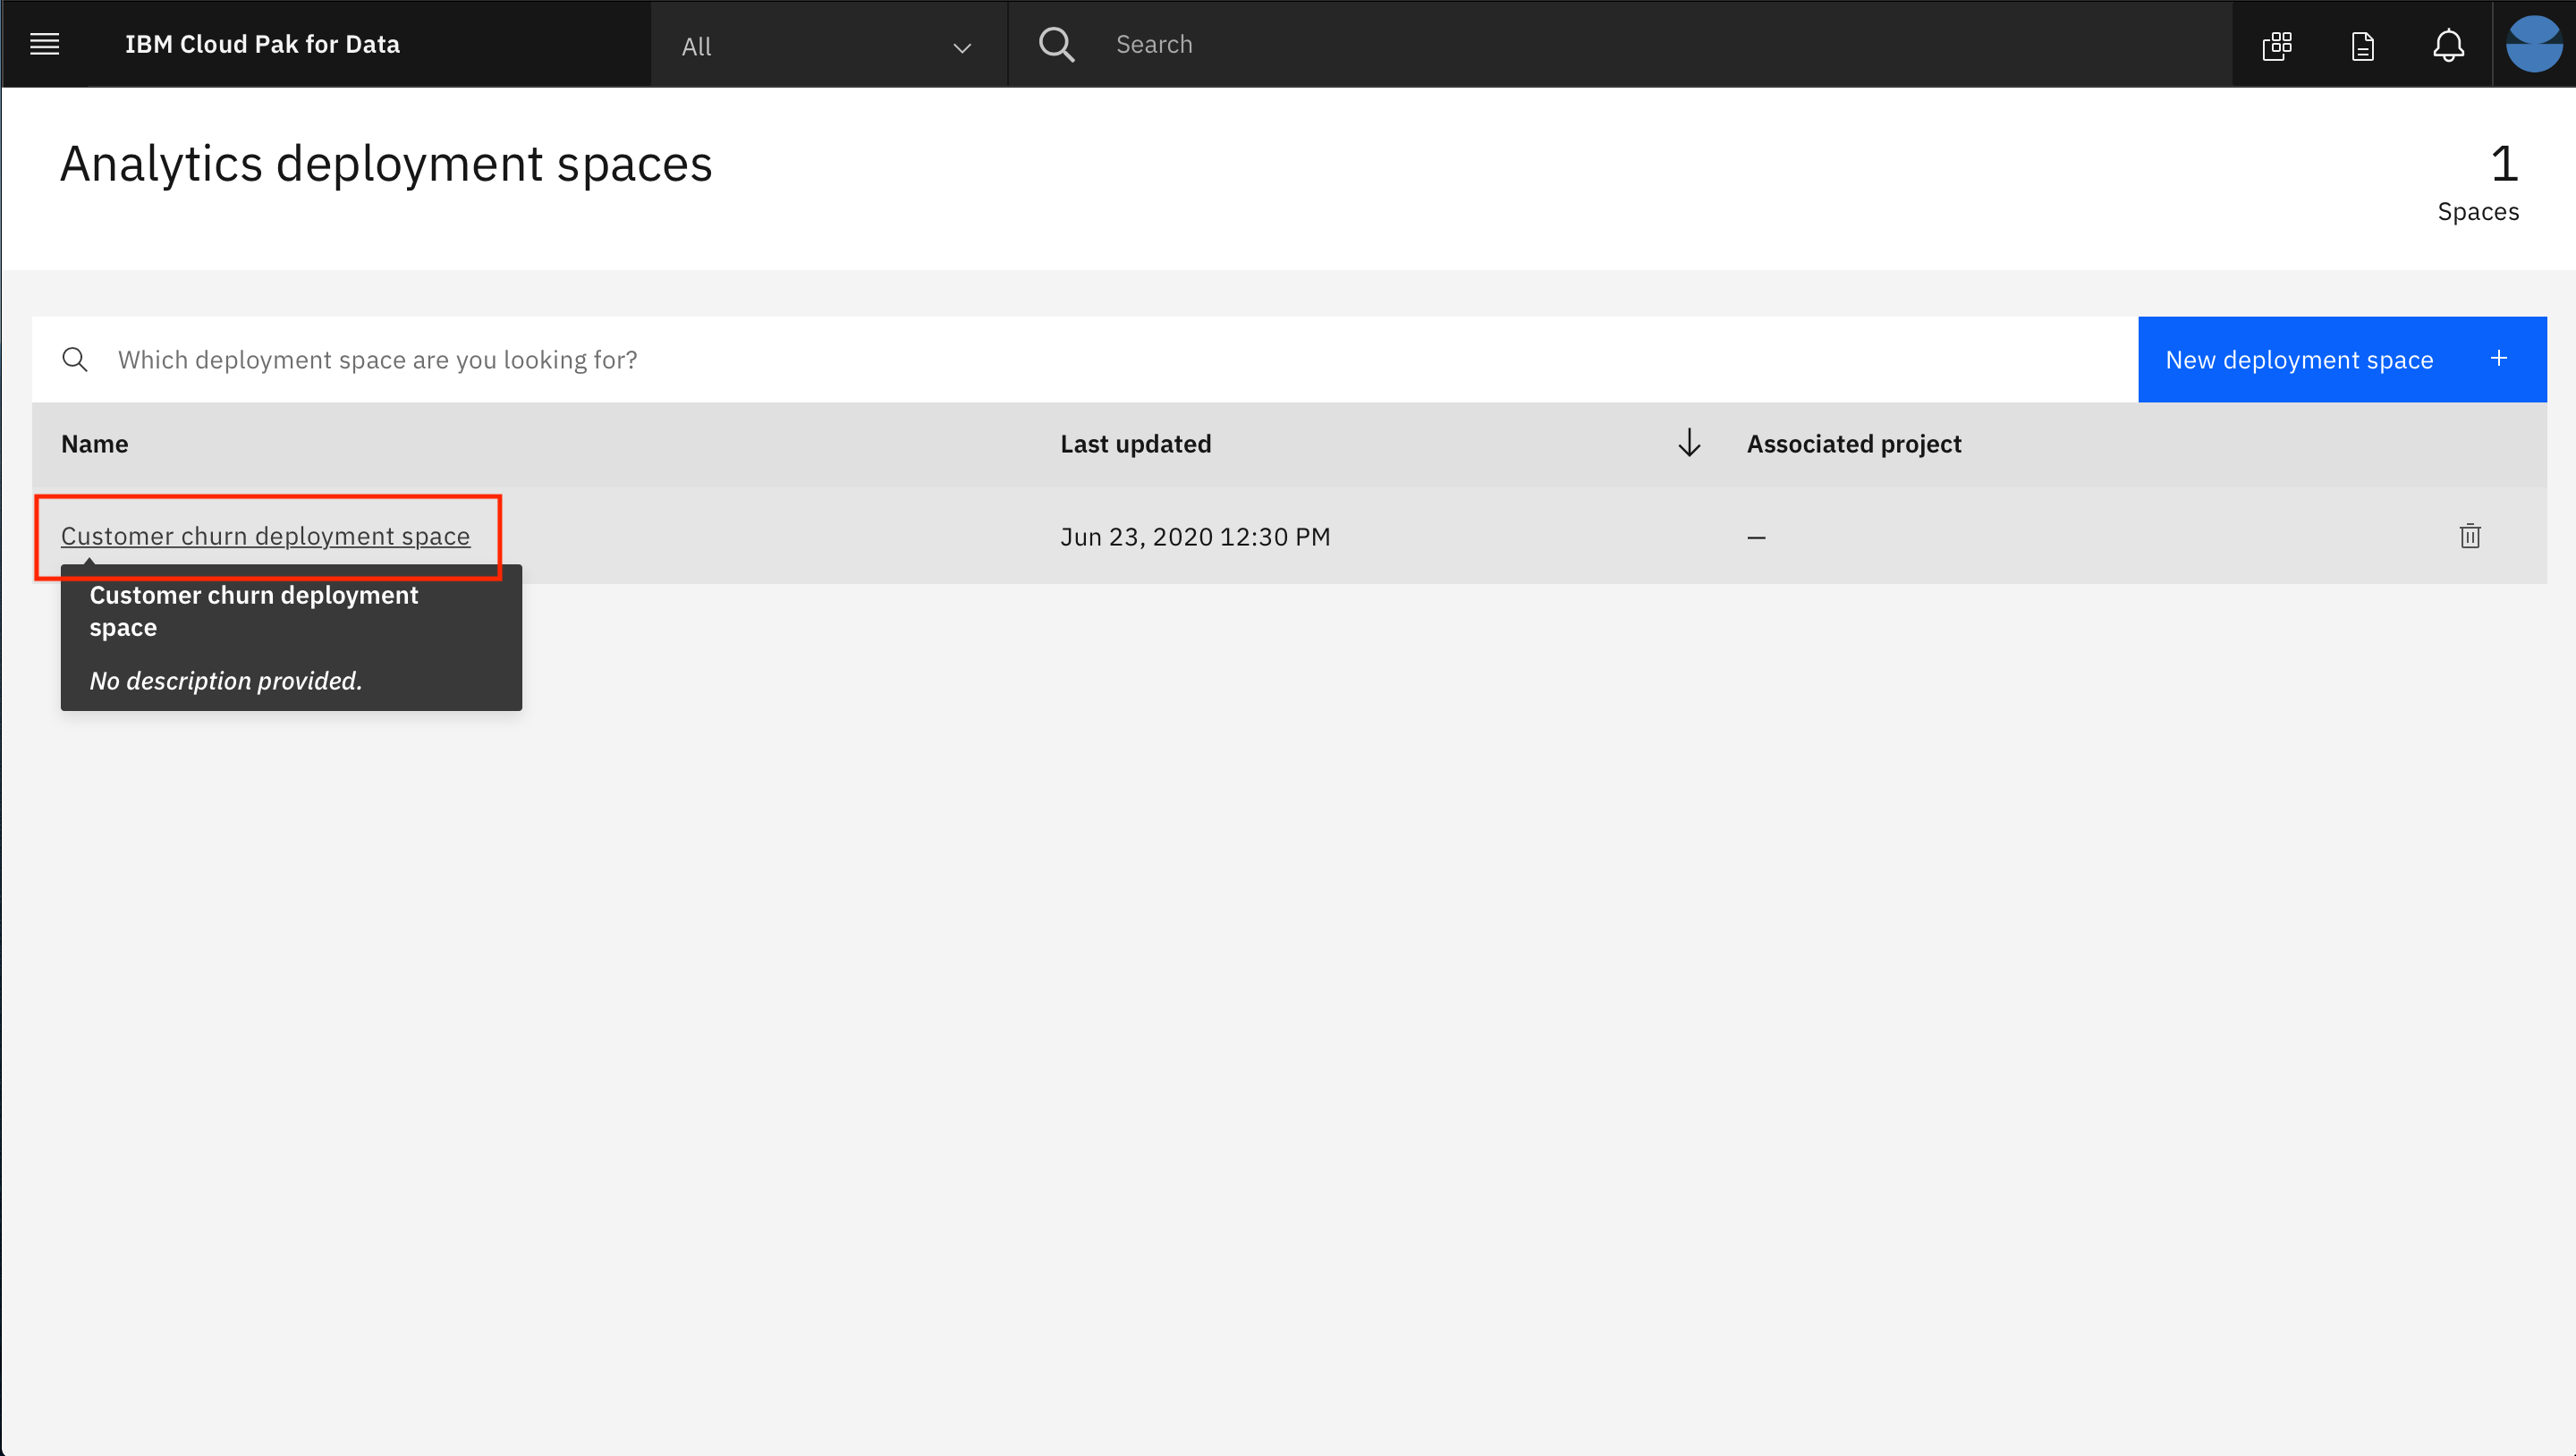 IBM Cloud Pak for Data
All
Search
Analytics deployment spaces
1
Spaces
Which deployment space are you looking for?
New deployment space +
Name
Last updated
Associated project
Customer churn deployment space
Jun 23, 2020 12:30 PM
—
Customer churn deployment
space
No description provided.